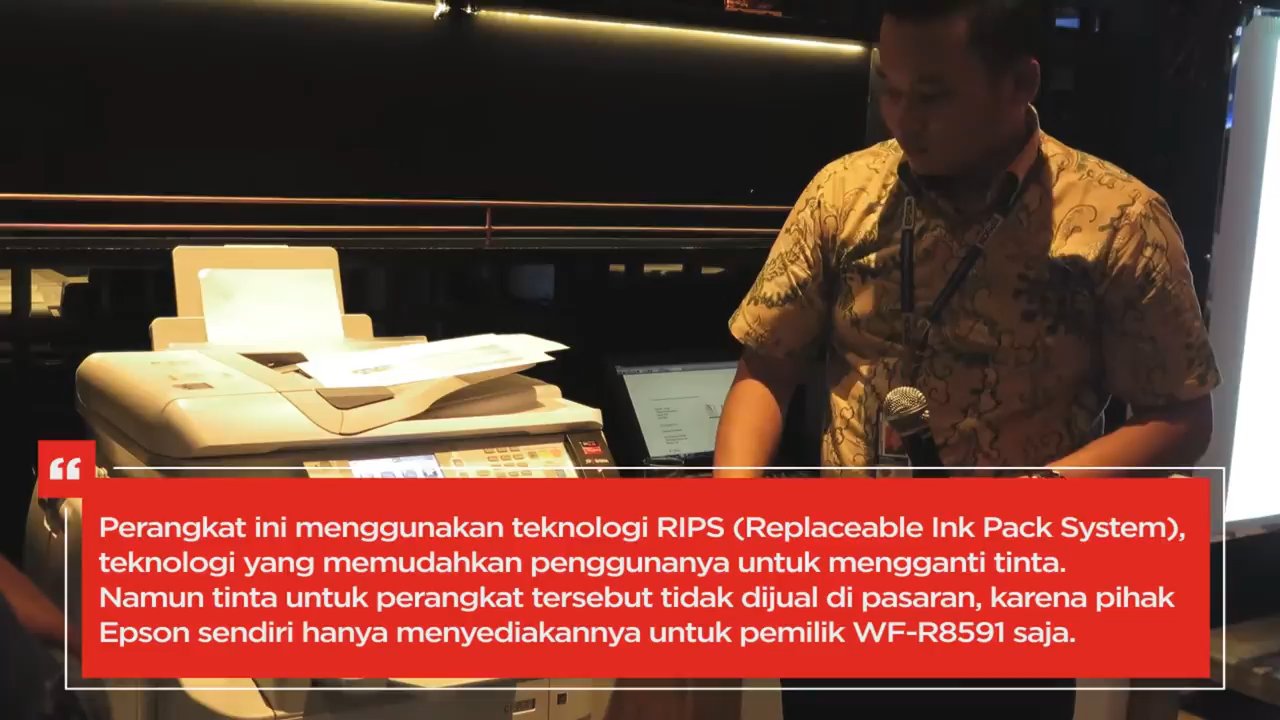 “
Perangkat ini menggunakan teknologi RIPS (Replaceable Ink Pack System),
teknologi yang memudahkan penggunanya untuk mengganti tinta.
Namun tinta untuk perangkat tersebut tidak dijual di pasaran, karena pihak
Epson sendiri hanya menyediakannya untuk pemilik WF-R8591 saja.